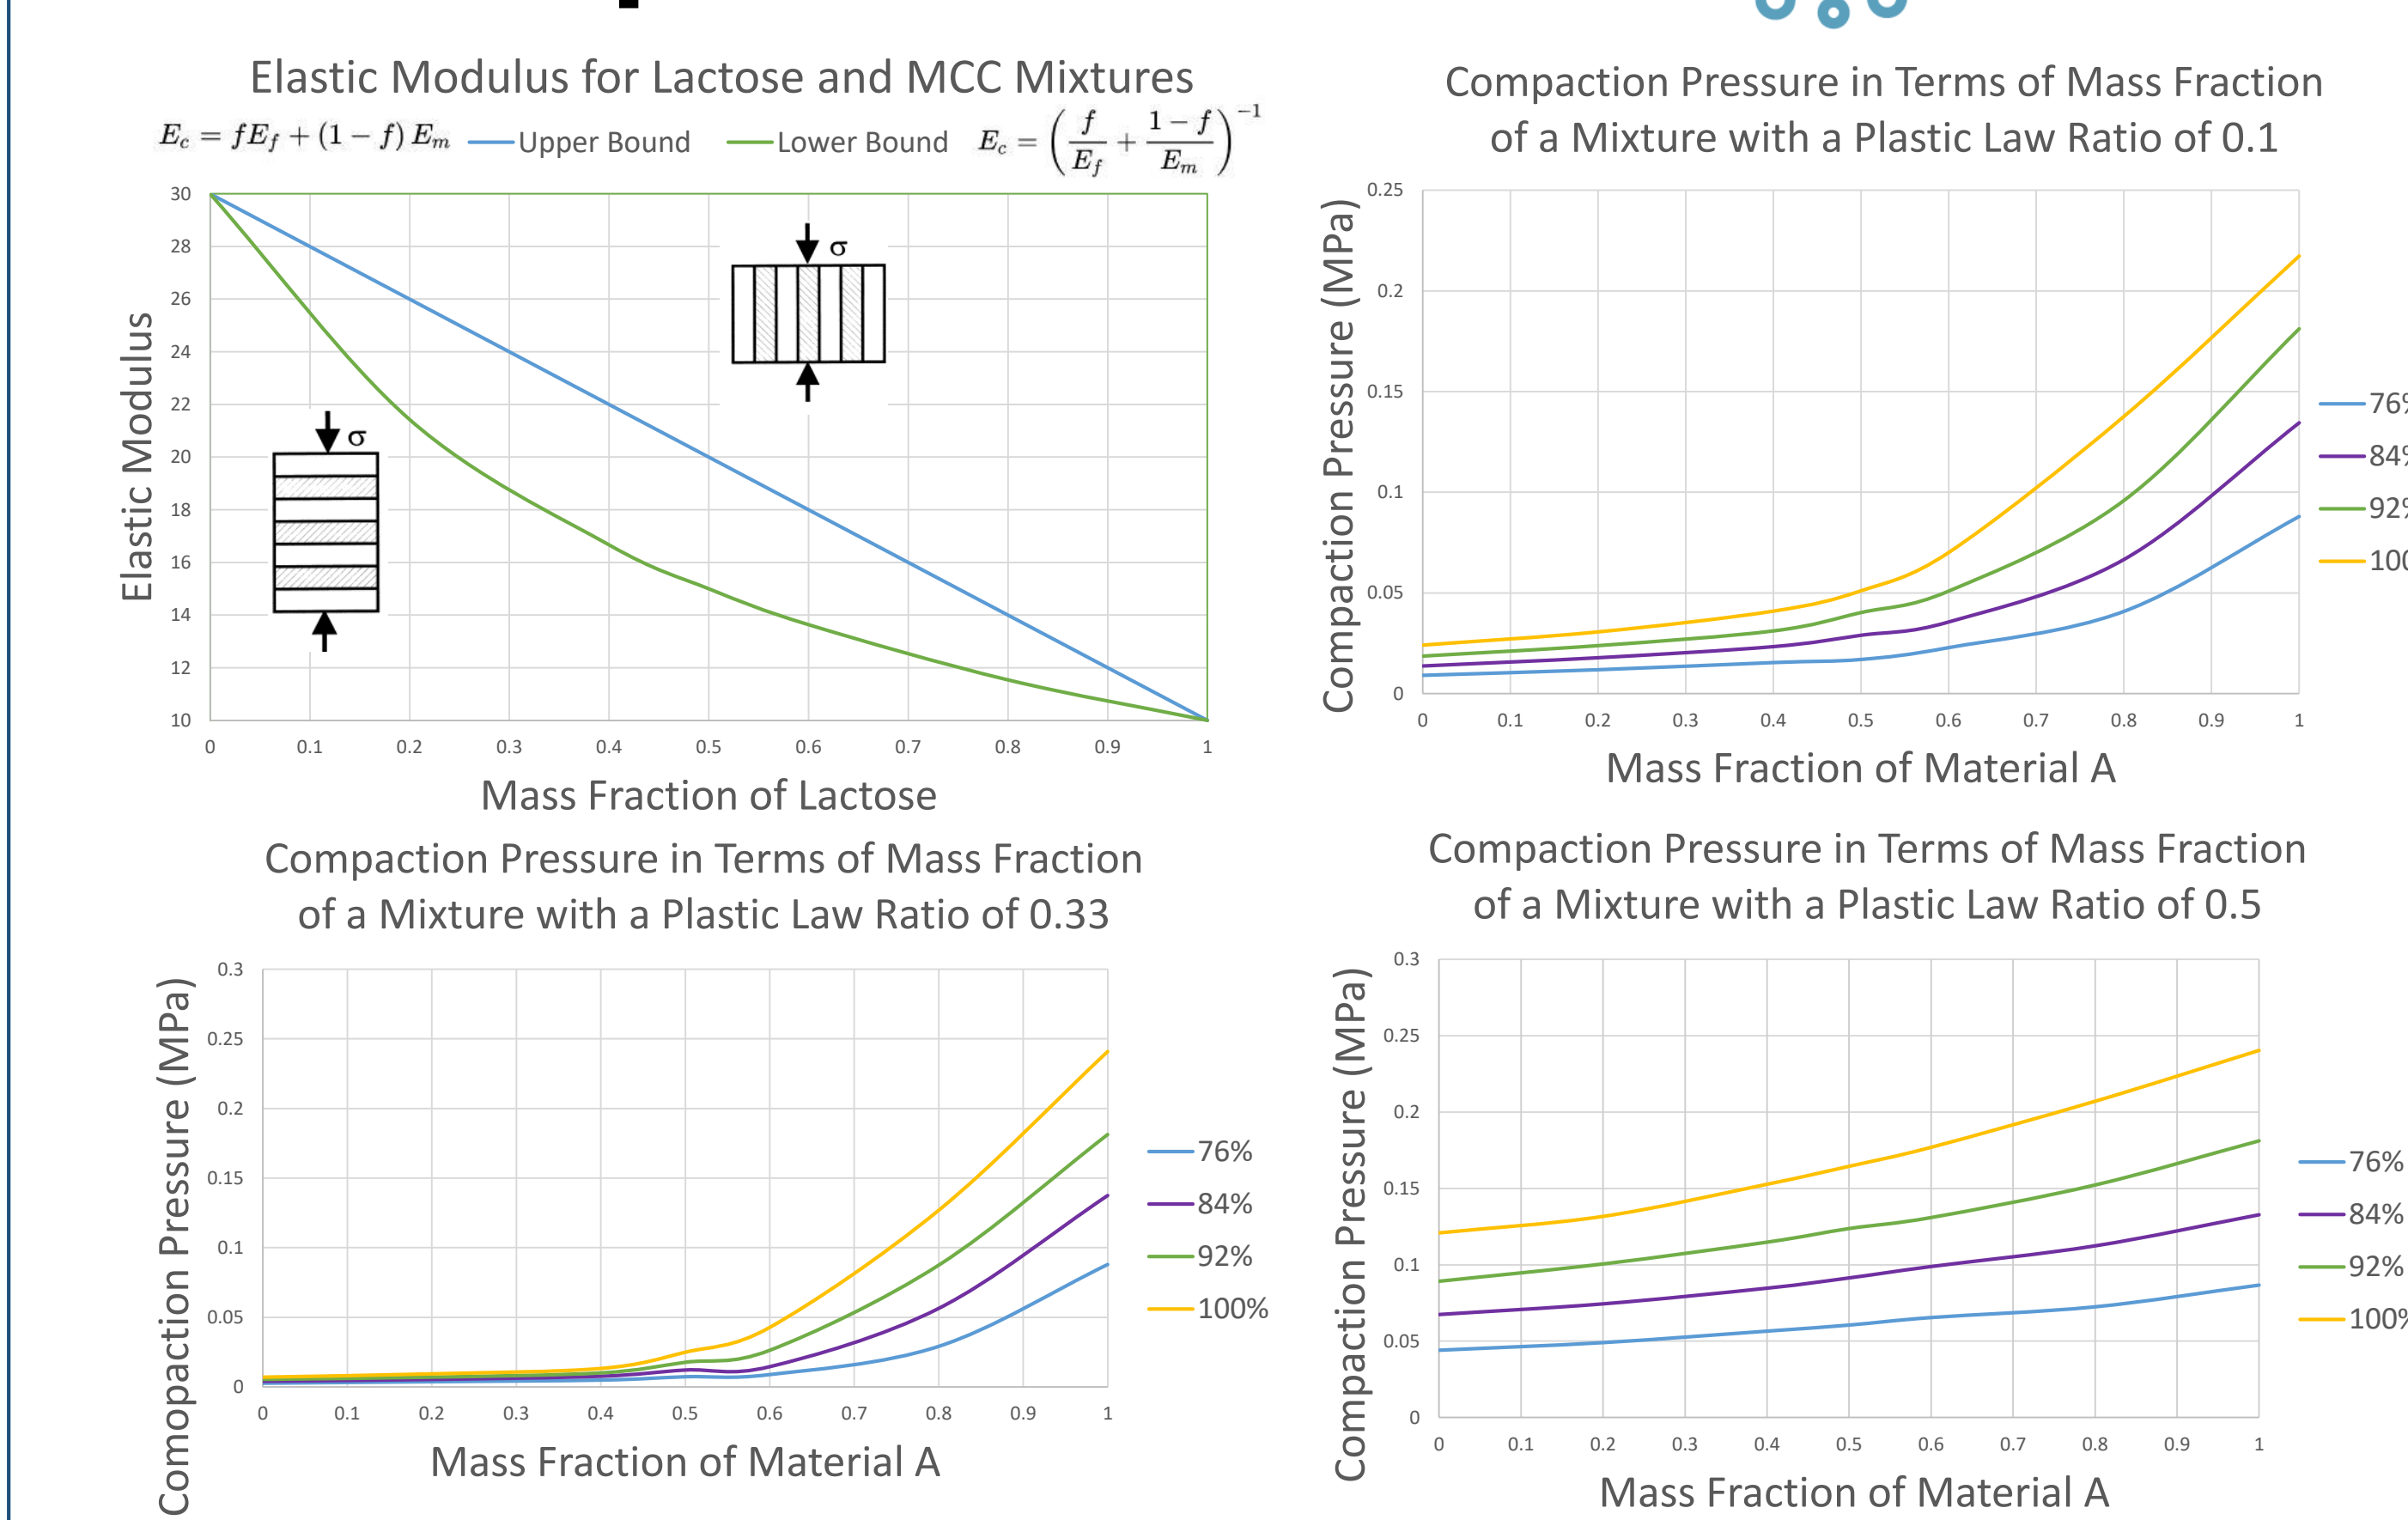 Elastic Modulus for Lactose and MCC Mixtures
E_c = fE_f + (1 − f) E_m
Upper Bound
Lower Bound
E_c = (f/E_f + (1 − f)/E_m)^−1
30
28
26
24
22
20
18
16
14
12
10
Elastic Modulus
σ
σ
0 0.1 0.2 0.3 0.4 0.5 0.6 0.7 0.8 0.9 1
Mass Fraction of Lactose
Compaction Pressure in Terms of Mass Fraction
of a Mixture with a Plastic Law Ratio of 0.1
0.25
0.2
0.15
0.1
0.05
0
Compaction Pressure (MPa)
0 0.1 0.2 0.3 0.4 0.5 0.6 0.7 0.8 0.9 1
Mass Fraction of Material A
76%
84%
92%
100
Compaction Pressure in Terms of Mass Fraction
of a Mixture with a Plastic Law Ratio of 0.33
0.3
0.25
0.2
0.15
0.1
0.05
0
Comopaction Pressure (MPa)
0 0.1 0.2 0.3 0.4 0.5 0.6 0.7 0.8 0.9 1
Mass Fraction of Material A
76%
84%
92%
100%
Compaction Pressure in Terms of Mass Fraction
of a Mixture with a Plastic Law Ratio of 0.5
0.3
0.25
0.2
0.15
0.1
0.05
0
Compaction Pressure (MPa)
0 0.1 0.2 0.3 0.4 0.5 0.6 0.7 0.8 0.9 1
Mass Fraction of Material A
76%
84%
92%
100%